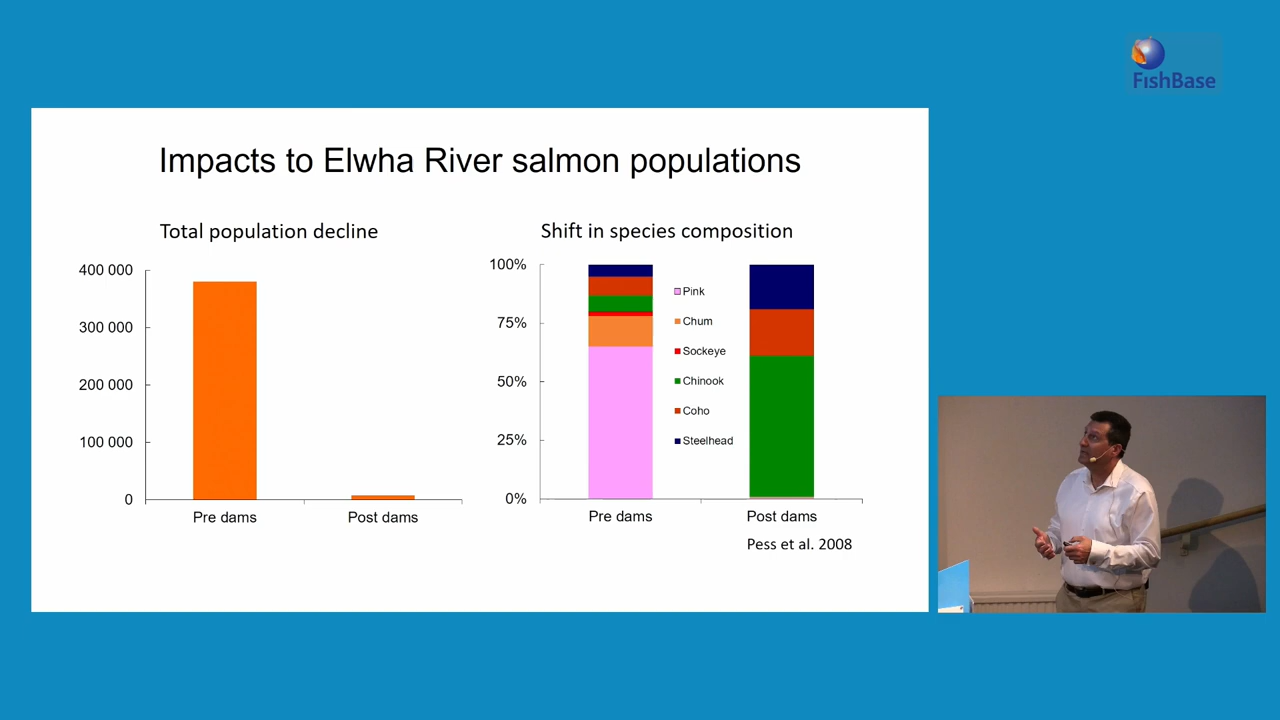 FishBase
Impacts to Elwha River salmon populations
Total population decline
400 000
300 000
200 000
100 000
0
Pre dams
Post dams
Shift in species composition
100%
75%
50%
25%
0%
Pink
Chum
Sockeye
Chinook
Coho
Steelhead
Pre dams
Post dams
Pess et al. 2008